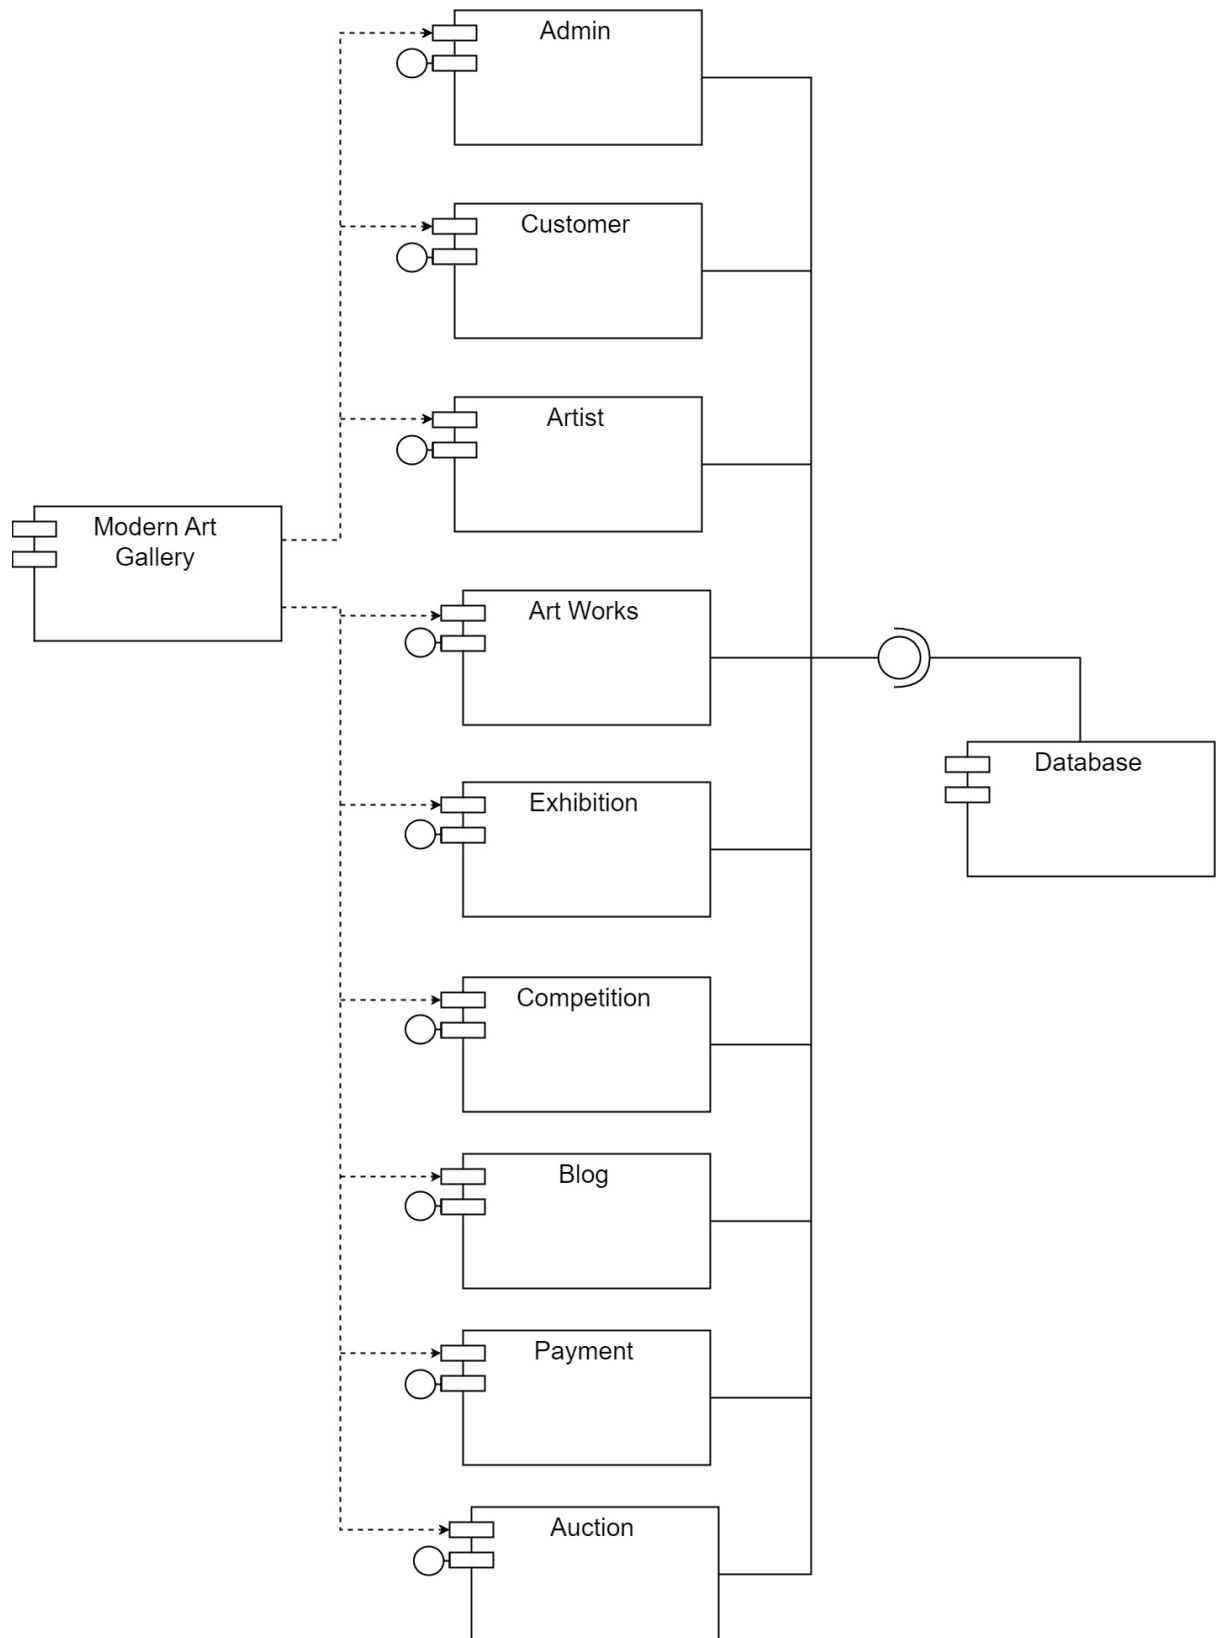 Admin
Customer
Artist
Modern Art
Gallery
Art Works
Database
Exhibition
Competition
Blog
Payment
Auction